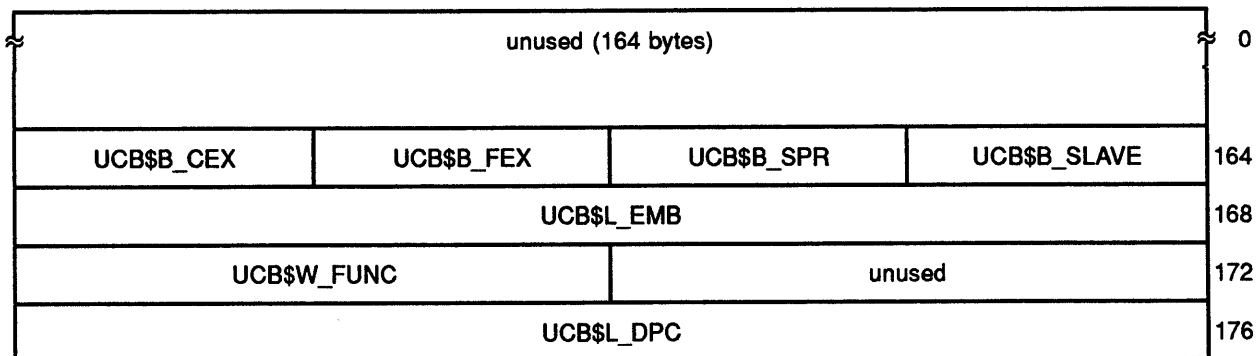 unused (164 bytes) 0
UCB$B_CEX UCB$B_FEX UCB$B_SPR UCB$B_SLAVE 164
UCB$L_EMB 168
UCB$W_FUNC unused 172
UCB$L_DPC 176